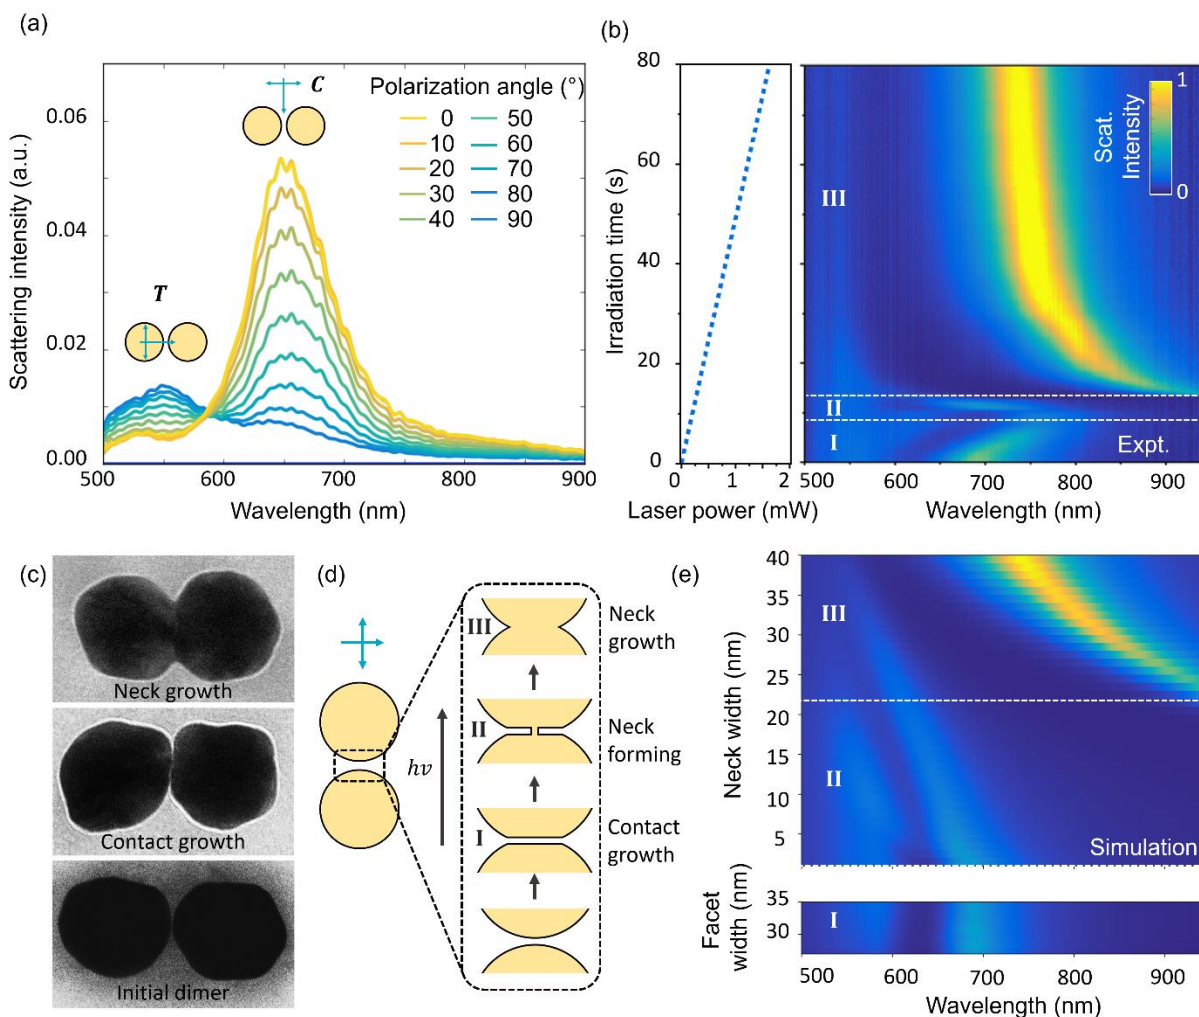 (a.)
Scattering intensity (a.u.)
0.06
0.04
0.02
0.00
500
600
700
800
900
Wavelength (nm)
C
T
Polarization angle (°)
0 50
10 60
20 70
30 80
40 90
(b)
Irradiation time (s)
80
60
40
20
0
0 1 2
Laser power (mW)
III
II
I
Scat.
Intensity
1
0
Expt.
500 600 700 800 900
Wavelength (nm)
(c)
Neck growth
Contact growth
Initial dimer
(d)
hν
III
Neck
growth
II
Neck
forming
I
Contact
growth
(e)
Neck width (nm)
40
35
30
25
20
15
10
5
III
II
Simulation
Facet
width (nm)
35
30
I
500 600 700 800 900
Wavelength (nm)